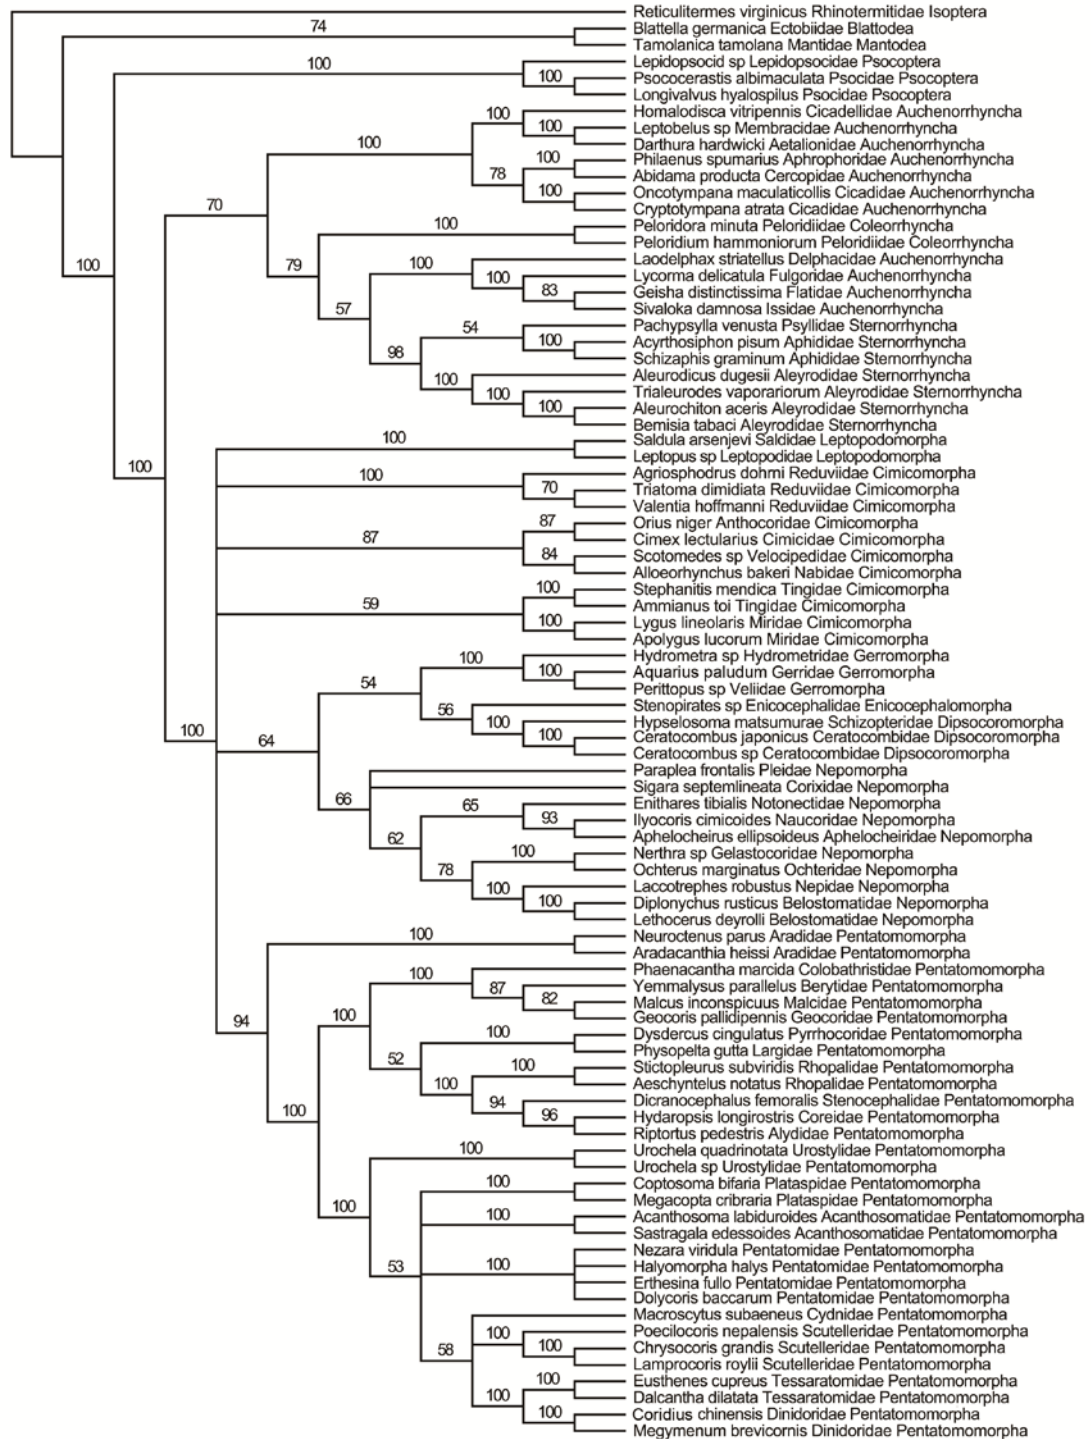 Reticulitermes virginicus Rhinotermitidae Isoptera
74
Blattella germanica Ectobiidae Blattodea
Tamolanica tamolana Mantidae Mantodea
100
Lepidopsocid sp Lepidopsocidae Psocoptera
100
Psococerastis albimaculata Psocidae Psocoptera
Longivalvus hyalospilus Psocidae Psocoptera
100
Homalodisca vitripennis Cicadellidae Auchenorrhyncha
100
Leptobelus sp Membracidae Auchenorrhyncha
Darthura hardwicki Aetalionidae Auchenorrhyncha
100
100
Philaenus spumarius Aphrophoridae Auchenorrhyncha
78
Abidama producta Cercopidae Auchenorrhyncha
100
Oncotympana maculaticollis Cicadidae Auchenorrhyncha
70
Cryptotympana atrata Cicadidae Auchenorrhyncha
100
Peloridora minuta Peloridiidae Coleorrhyncha
Peloridium hammoniorum Peloridiidae Coleorrhyncha
100
79
100
Laodelphax striatellus Delphacidae Auchenorrhyncha
100
Lycorma delicatula Fulgoridae Auchenorrhyncha
83
Geisha distinctissima Flatidae Auchenorrhyncha
57
Sivaloka damnosa Issidae Auchenorrhyncha
54
Pachypsylla venusta Psyllidae Sternorrhyncha
100
Acyrthosiphon pisum Aphididae Sternorrhyncha
98
Schizaphis graminum Aphididae Sternorrhyncha
100
Aleurodicus dugesii Aleyrodidae Sternorrhyncha
100
Trialeurodes vaporariorum Aleyrodidae Sternorrhyncha
100
Aleurochiton aceris Aleyrodidae Sternorrhyncha
Bemisia tabaci Aleyrodidae Sternorrhyncha
100
Saldula arsenjevi Saldidae Leptopodomorpha
Leptopus sp Leptopodidae Leptopodomorpha
100
100
Agriosphodrus dohrni Reduviidae Cimicomorpha
70
Triatoma dimidiata Reduviidae Cimicomorpha
Valentia hoffmanni Reduviidae Cimicomorpha
87
Orius niger Anthocoridae Cimicomorpha
87
Cimex lectularius Cimicidae Cimicomorpha
84
Scotomedes sp Velocipedidae Cimicomorpha
Alloeorhynchus bakeri Nabidae Cimicomorpha
100
Stephanitis mendica Tingidae Cimicomorpha
59
Ammianus toi Tingidae Cimicomorpha
100
Lygus lineolaris Miridae Cimicomorpha
Apolygus lucorum Miridae Cimicomorpha
100
Hydrometra sp Hydrometridae Gerromorpha
100
Aquarius paludum Gerridae Gerromorpha
54
Perittopus sp Veliidae Gerromorpha
56
Stenopirates sp Enicocephalidae Enicocephalomorpha
100
Hypselosoma matsumurae Schizopteridae Dipsocoromorpha
100
64
100
Ceratocombus japonicus Ceratocombidae Dipsocoromorpha
Ceratocombus sp Ceratocombidae Dipsocoromorpha
Paraplea frontalis Pleidae Nepomorpha
Sigara septemlineata Corixidae Nepomorpha
66
65
Enithares tibialis Notonectidae Nepomorpha
93
Ilyocoris cimicoides Naucoridae Nepomorpha
62
Aphelocheirus ellipsoideus Aphelocheiridae Nepomorpha
100
Nerthra sp Gelastocoridae Nepomorpha
78
Ochterus marginatus Ochteridae Nepomorpha
100
Laccotrephes robustus Nepidae Nepomorpha
100
Diplonychus rusticus Belostomatidae Nepomorpha
Lethocerus deyrolli Belostomatidae Nepomorpha
100
Neuroctenus parus Aradidae Pentatomomorpha
Aradacanthia heissi Aradidae Pentatomomorpha
100
Phaenacantha marcida Colobathristidae Pentatomomorpha
87
Yemmalysus parallelus Berytidae Pentatomomorpha
82
Malcus inconspicuus Malcidae Pentatomomorpha
94
100
Geocoris pallidipennis Geocoridae Pentatomomorpha
100
Dysdercus cingulatus Pyrrhocoridae Pentatomomorpha
52
Physopelta gutta Largidae Pentatomomorpha
100
Stictopleurus subviridis Rhopalidae Pentatomomorpha
100
Aeschyntelus notatus Rhopalidae Pentatomomorpha
94
Dicranocephalus femoralis Stenocephalidae Pentatomomorpha
100
96
Hydaropsis longirostris Coreidae Pentatomomorpha
Riptortus pedestris Alydidae Pentatomomorpha
100
Urochela quadrinotata Urostylidae Pentatomomorpha
Urochela sp Urostylidae Pentatomomorpha
100
Coptosoma bifaria Plataspidae Pentatomomorpha
100
Megacopta cribraria Plataspidae Pentatomomorpha
100
Acanthosoma labiduroides Acanthosomatidae Pentatomomorpha
Sastragala edessoides Acanthosomatidae Pentatomomorpha
Nezara viridula Pentatomidae Pentatomomorpha
53
100
Halyomorpha halys Pentatomidae Pentatomomorpha
Erthesina fullo Pentatomidae Pentatomomorpha
Dolycoris baccarum Pentatomidae Pentatomomorpha
Macroscytus subaeneus Cydnidae Pentatomomorpha
100
Poecilocoris nepalensis Scutelleridae Pentatomomorpha
58
100
Chrysocoris grandis Scutelleridae Pentatomomorpha
Lamprocoris roylii Scutelleridae Pentatomomorpha
100
Eusthenes cupreus Tessaratomidae Pentatomomorpha
100
Dalcantha dilatata Tessaratomidae Pentatomomorpha
100
Coridius chinensis Dinidoridae Pentatomomorpha
Megymenum brevicornis Dinidoridae Pentatomomorpha